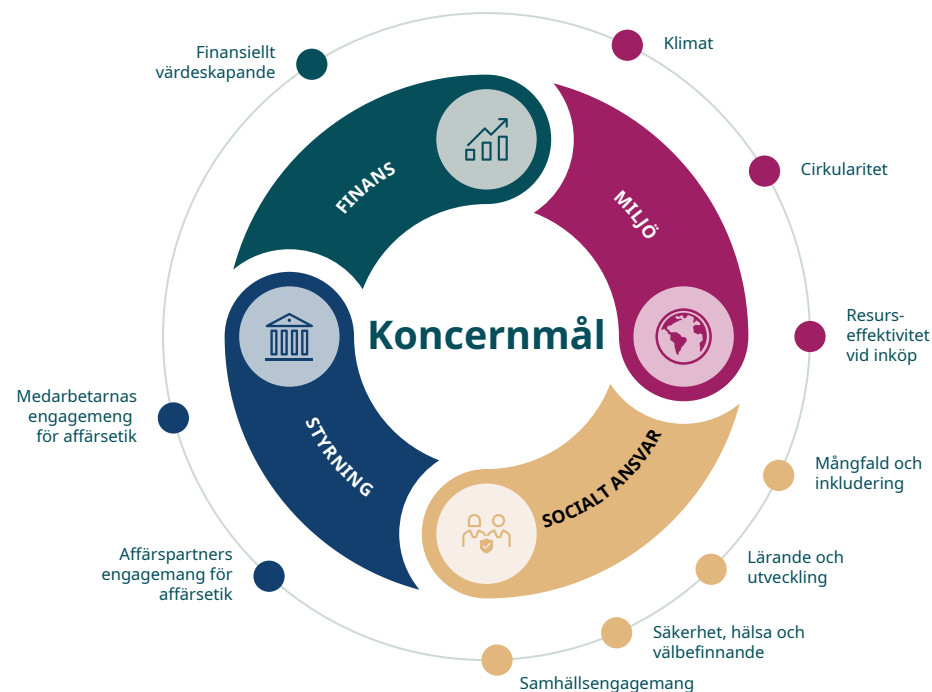 Finansiellt
värdeskapande
Klimat
Cirkularitet
Resurs-
effektivitet
vid inköp
Mångfald och
inkludering
Lärande och
utveckling
Säkerhet, hälsa och
välbefinnande
Samhällsengagemang
Affärspartners
engagemang för
affärsetik
Medarbetarnas
engagemeng
för affärsetik
FINANS
MILJÖ
SOCIALT ANSVAR
STYRNING
Koncernmål